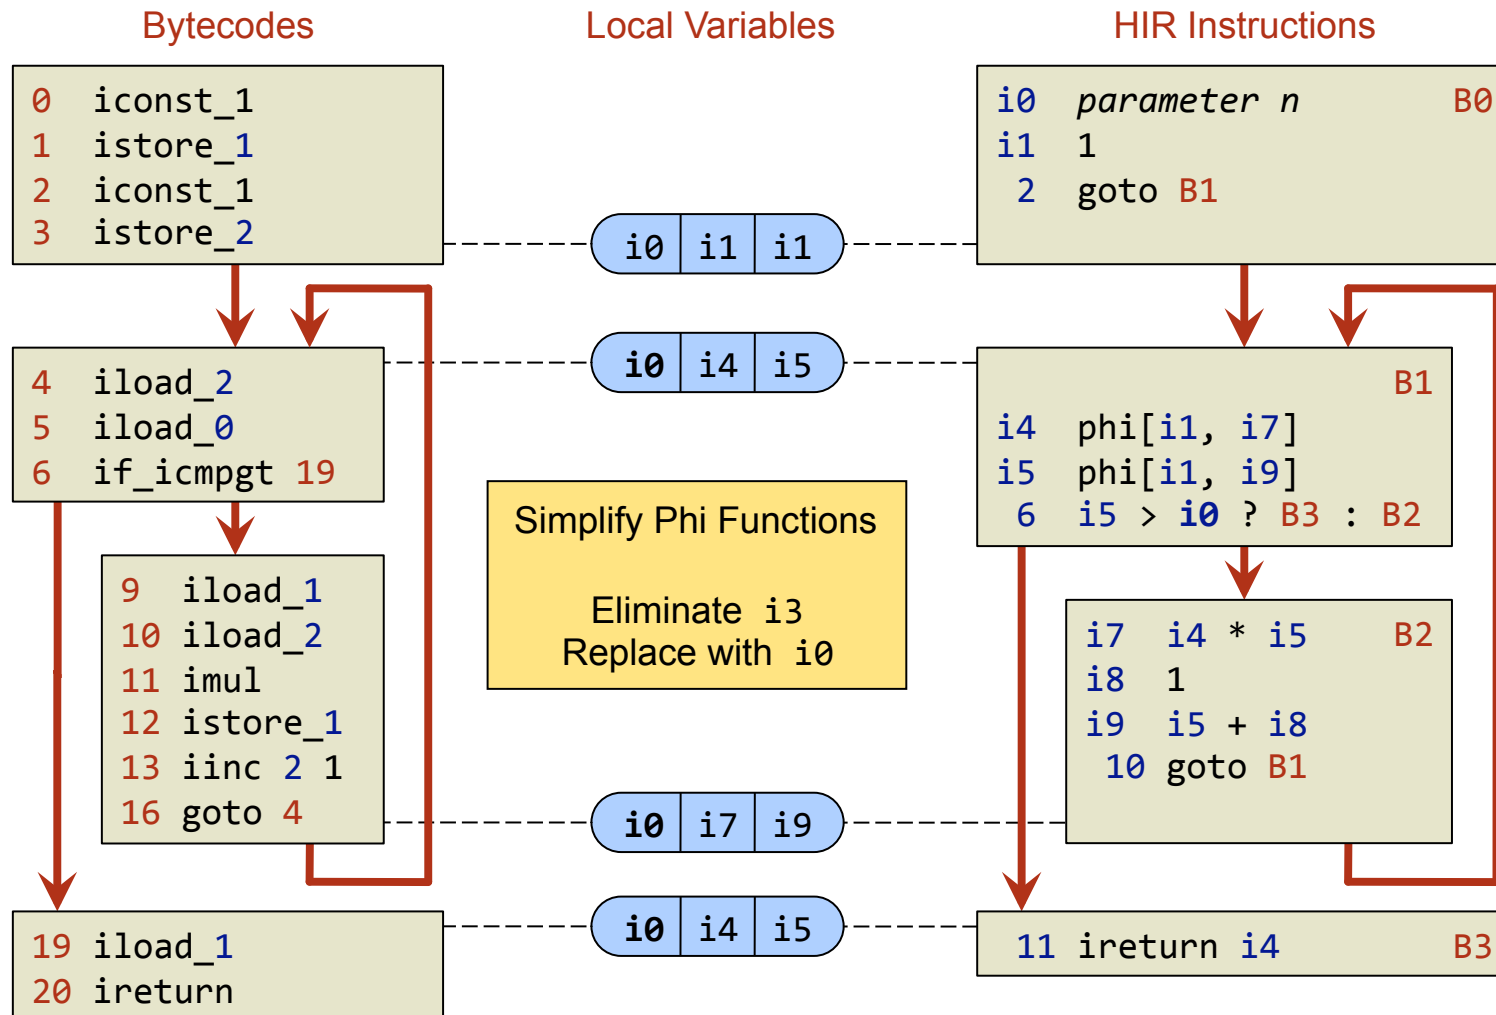 Bytecodes
Local Variables
HIR Instructions
0 iconst_1
1 istore_1
2 iconst_1
3 istore_2
i0 i1 i1
i0 parameter n B0
i1 1
2 goto B1
4 iload_2
5 iload_0
6 if_icmpgt 19
i0 i4 i5
B1
i4 phi[i1, i7]
i5 phi[i1, i9]
6 i5 > i0 ? B3 : B2
Simplify Phi Functions
Eliminate i3
Replace with i0
9 iload_1
10 iload_2
11 imul
12 istore_1
13 iinc 2 1
16 goto 4
i0 i7 i9
i7 i4 * i5 B2
i8 1
i9 i5 + i8
10 goto B1
19 iload_1
20 ireturn
i0 i4 i5
11 ireturn i4 B3